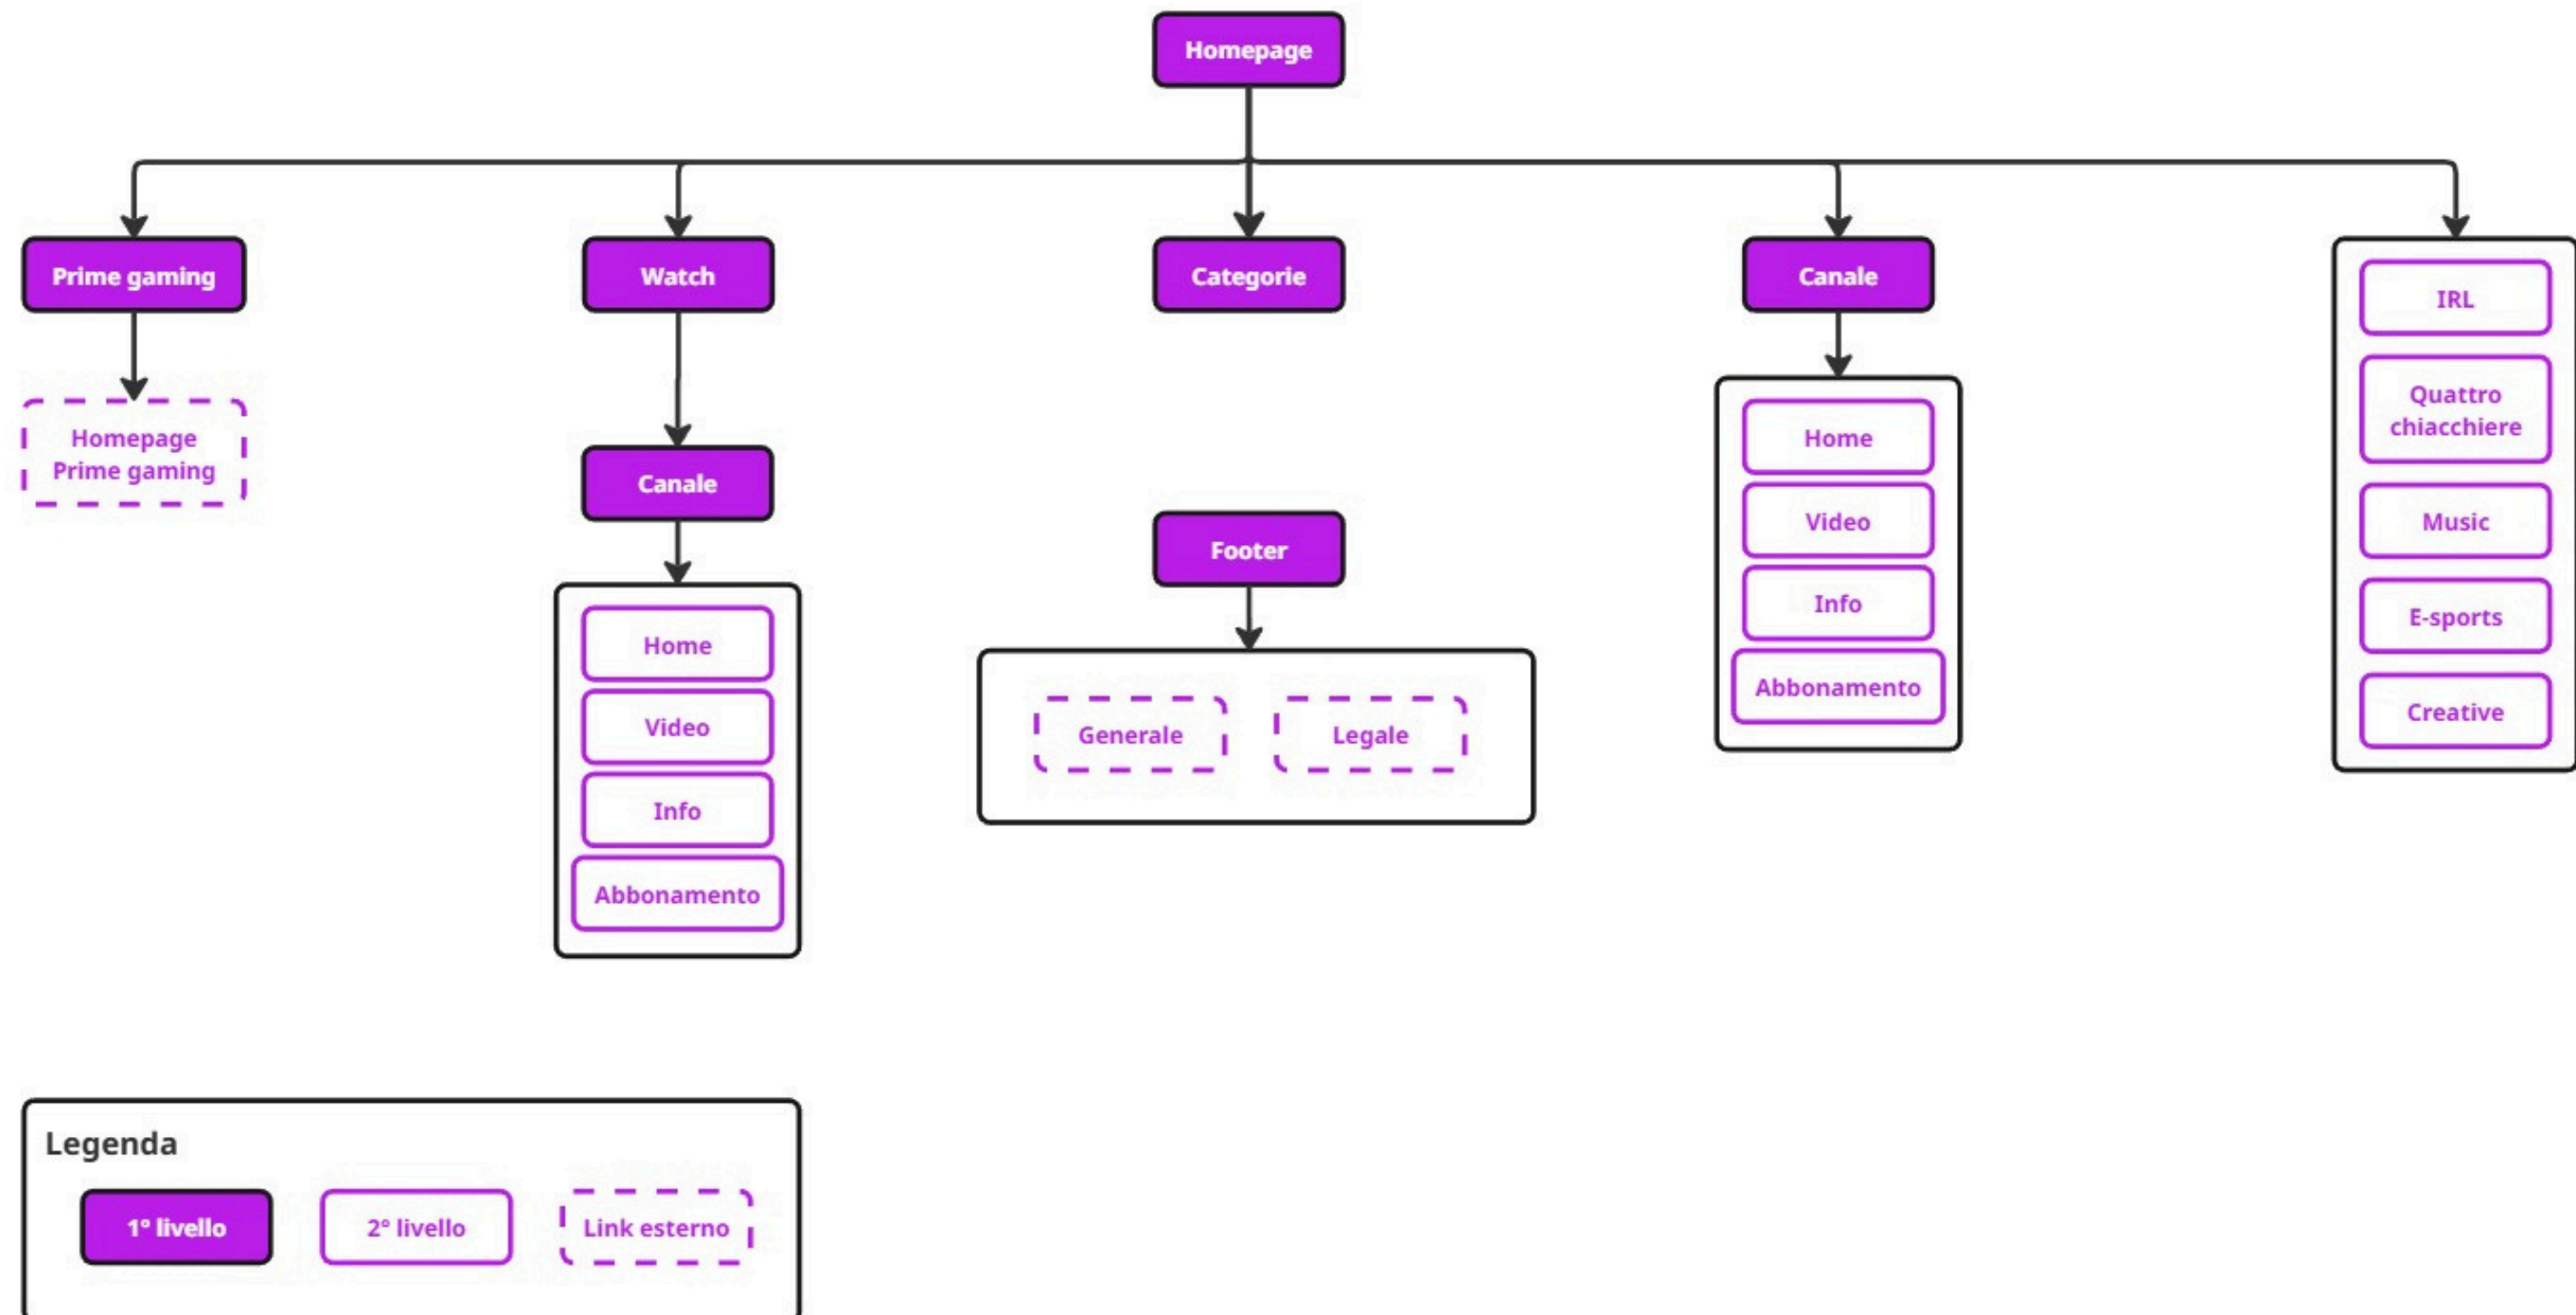 Homepage
Prime gaming
Watch
Categorie
Canale
Homepage
Prime gaming
Canale
Home
Video
Info
Abbonamento
Footer
Generale
Legale
Home
Video
Info
Abbonamento
IRL
Quattro
chiacchiere
Music
E-sports
Creative
Legenda
1° livello
2° livello
Link esterno